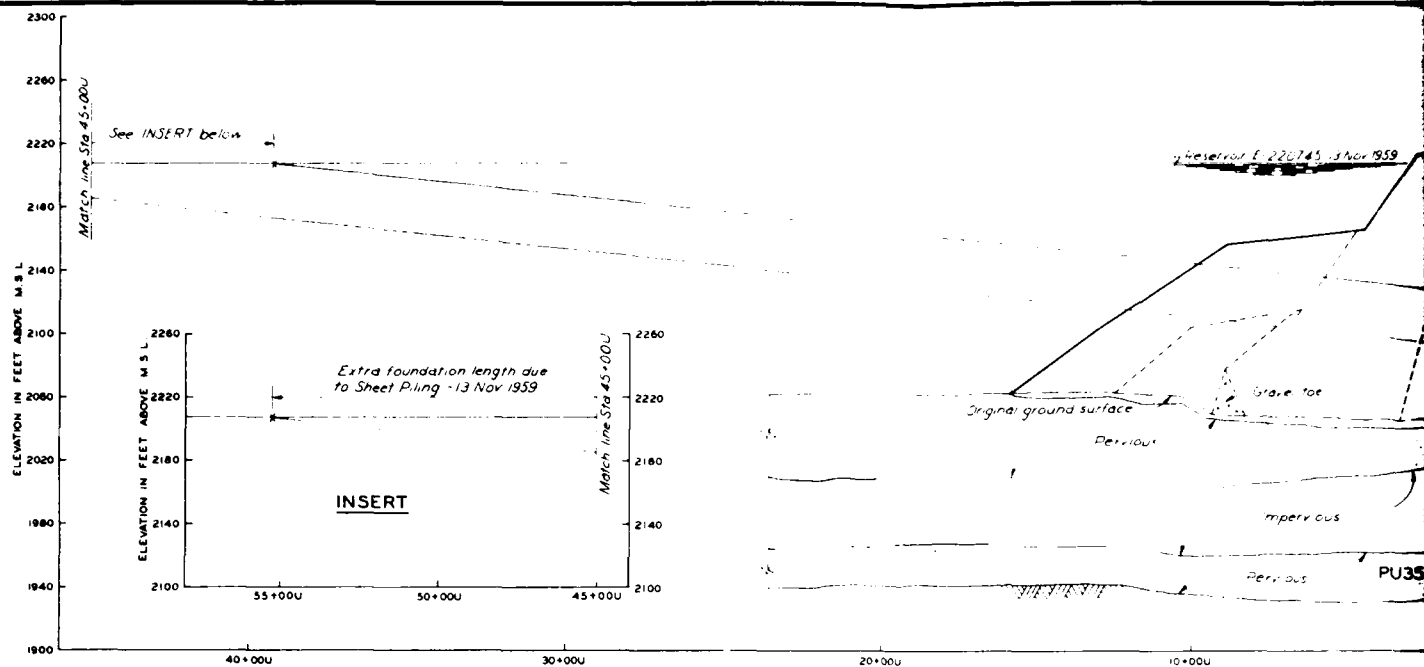 2300
2260
2220
2180
2140
2100
2060
2020
1980
1940
1900
ELEVATION IN FEET ABOVE M.S.L.
Match line Sta 45+00U
See INSERT below
Reservoir El 2207.45 13 Nov 1959
2260
2220
2180
2140
2100
ELEVATION IN FEET ABOVE M.S.L.
Extra foundation length due
to Sheet Piling - 13 Nov 1959
INSERT
Match line Sta 45+00U
2260
2220
2180
2140
2100
55+00U
50+00U
45+00U
Original ground surface
Gravel toe
Pervious
Impervious
Pervious
PU35
40+00U
30+00U
20+00U
10+00U